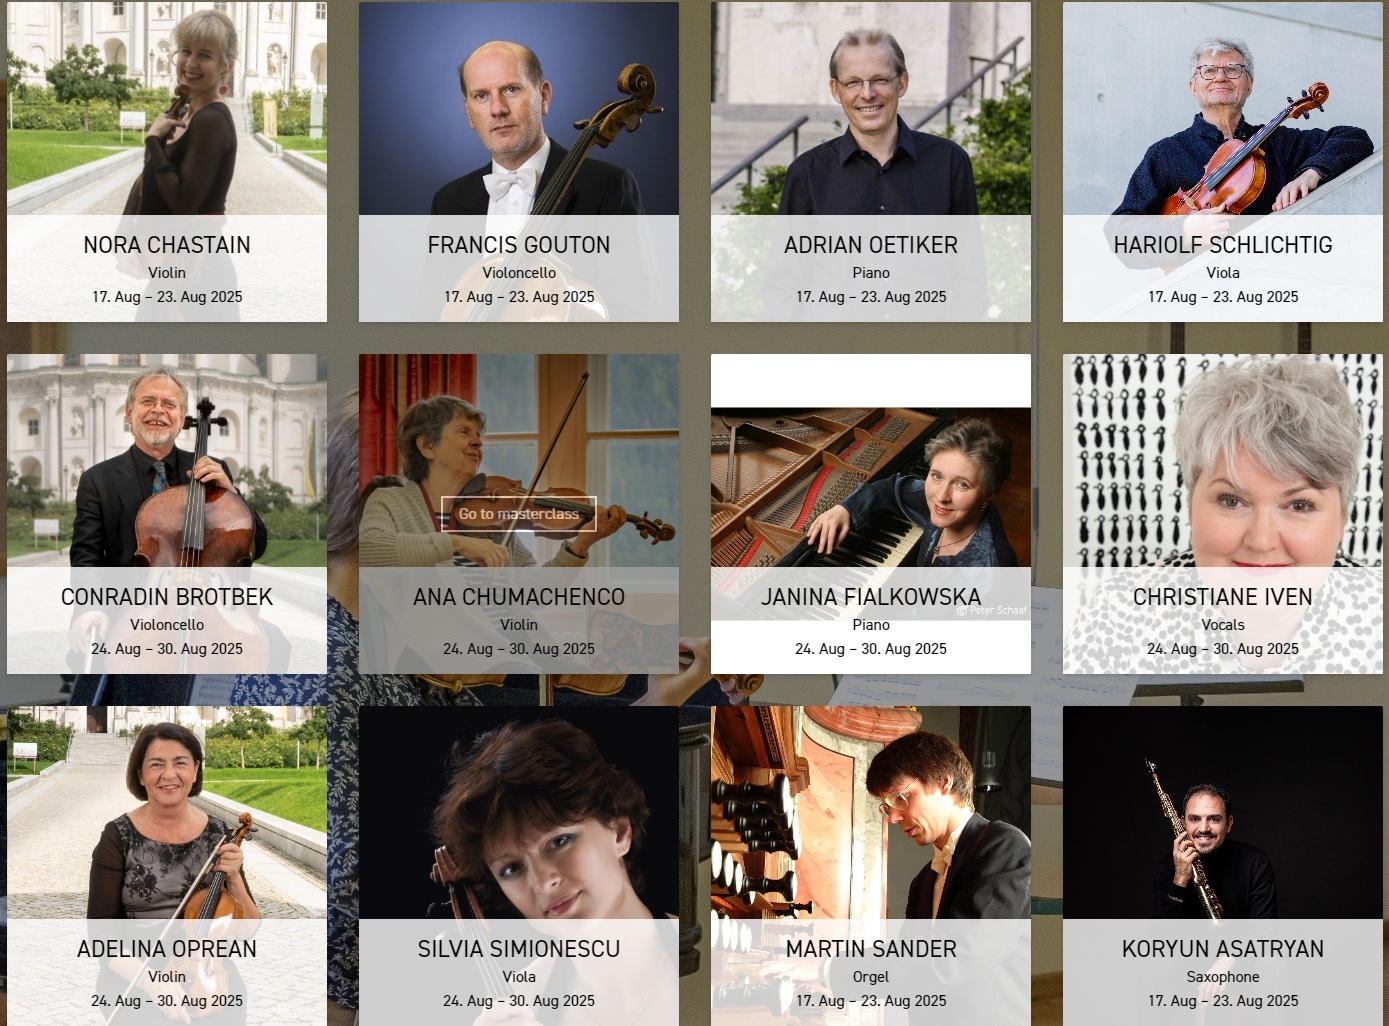 NORA CHASTAIN
Violin
17. Aug – 23. Aug 2025
FRANCIS GOUTON
Violoncello
17. Aug – 23. Aug 2025
ADRIAN OETIKER
Piano
17. Aug – 23. Aug 2025
HARIOLF SCHLICHTIG
Viola
17. Aug – 23. Aug 2025
CONRADIN BROTBEK
Violoncello
24. Aug – 30. Aug 2025
Go to masterclass
ANA CHUMACHENCO
Violin
24. Aug – 30. Aug 2025
JANINA FIALKOWSKA
© Peter Schaaf
Piano
24. Aug – 30. Aug 2025
CHRISTIANE IVEN
Vocals
24. Aug – 30. Aug 2025
ADELINA OPREAN
Violin
24. Aug – 30. Aug 2025
SILVIA SIMIONESCU
Viola
24. Aug – 30. Aug 2025
MARTIN SANDER
Orgel
17. Aug – 23. Aug 2025
KORYUN ASATRYAN
Saxophone
17. Aug – 23. Aug 2025